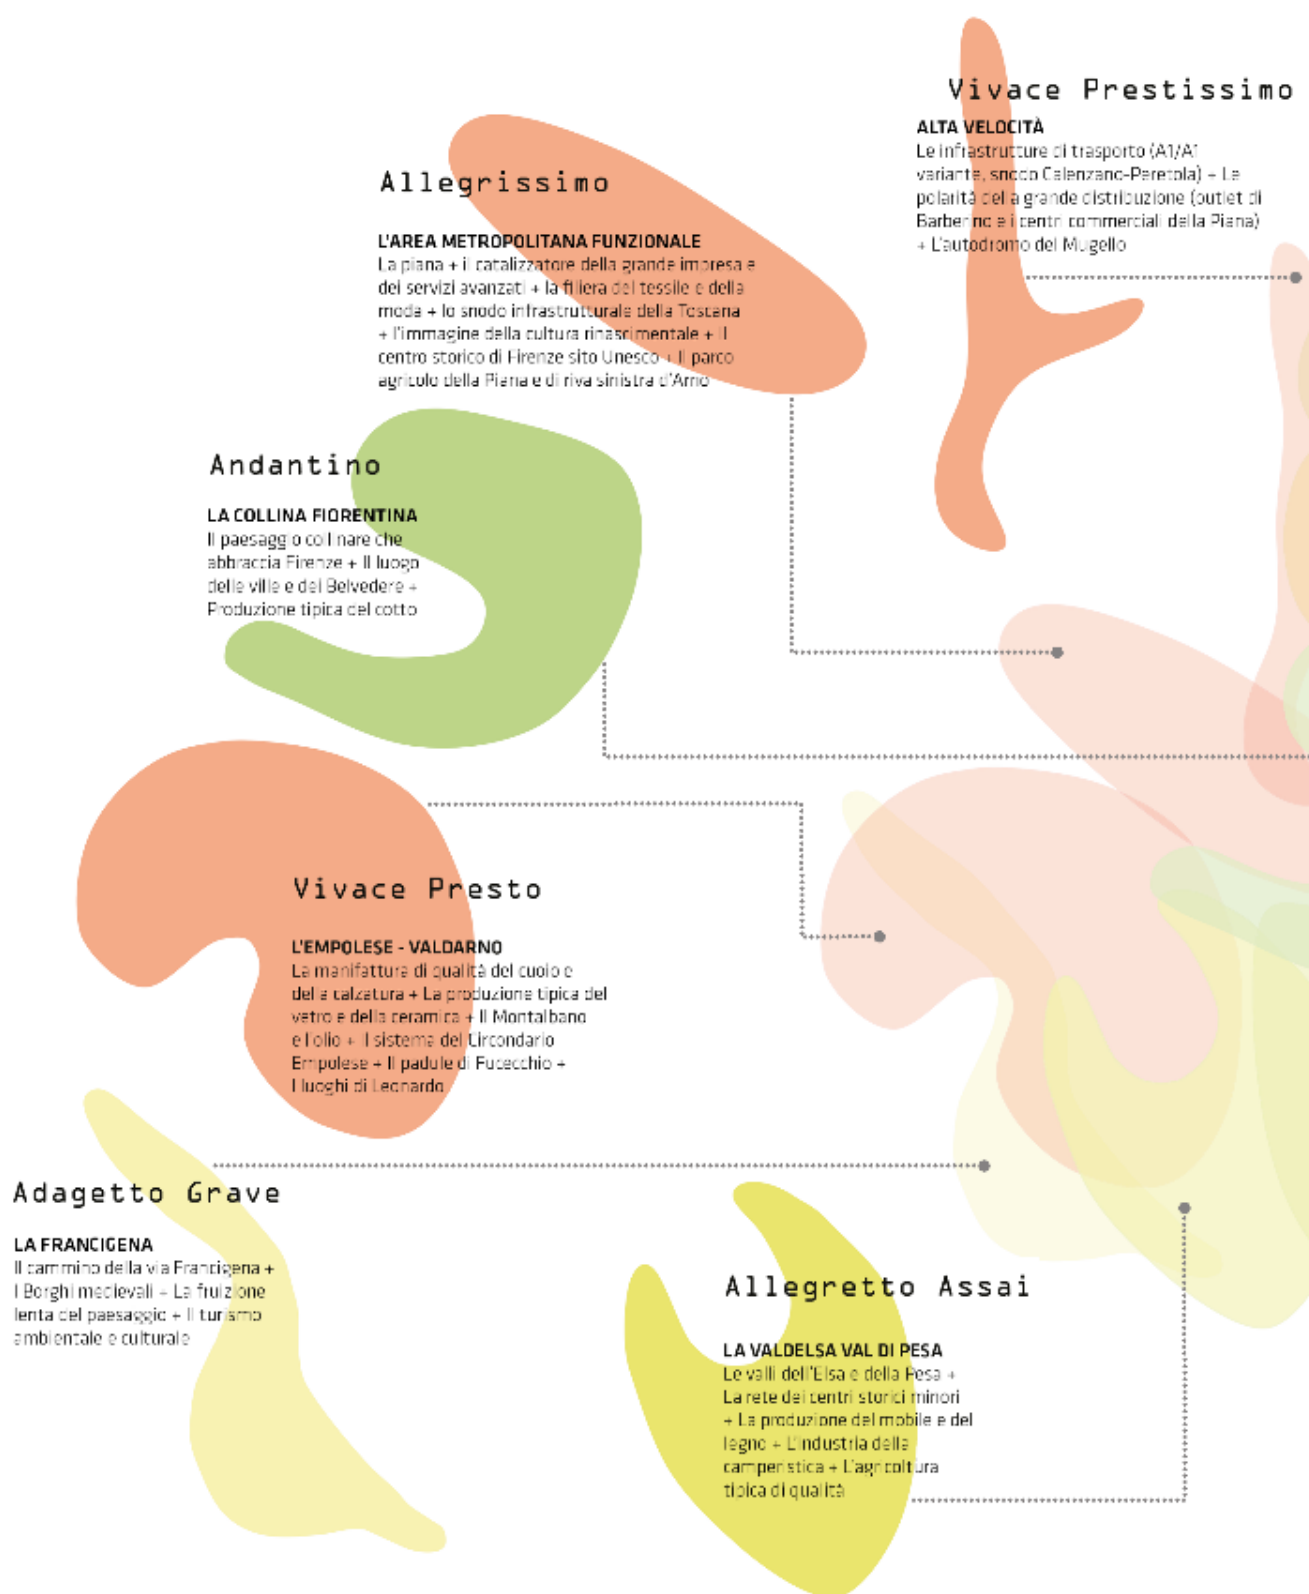 Vivace Prestissimo
ALTA VELOCITÀ
Le infrastrutture di trasporto (A1/A1
variante, snodo Calenzano-Peretola) + Le
polarità della grande distribuzione (outlet di
Barberino e i centri commerciali della Piana)
+ L'autodromo del Mugello
Allegrissimo
L'AREA METROPOLITANA FUNZIONALE
La piana + il catalizzatore della grande impresa e
dei servizi avanzati + la filiera del tessile e della
moda + lo snodo infrastrutturale della Toscana
+ l'immagine della cultura rinascimentale + Il
centro storico di Firenze sito Unesco + Il parco
agricolo della Piana e di riva sinistra d'Arno
Andantino
LA COLLINA FIORENTINA
Il paesaggio collinare che
abbraccia Firenze + Il luogo
delle ville e dei Belvedere +
Produzione tipica del cotto
Vivace Presto
L'EMPOLESE - VALDARNO
La manifattura di qualità del cuoio e
della calzatura + La produzione tipica del
vetro e della ceramica + Il Montalbano
e l'olio + Il sistema del Circondario
Empolese + Il padule di Fucecchio +
I luoghi di Leonardo
Adagetto Grave
LA FRANCIGENA
Il cammino della via Francigena +
I Borghi medievali + La fruizione
lenta del paesaggio + Il turismo
ambientale e culturale
Allegretto Assai
LA VALDELSA VAL DI PESA
Le valli dell'Elsa e della Pesa +
La rete dei centri storici minori
+ La produzione del mobile e del
legno + L'industria della
camperistica + L'agricoltura
tipica di qualità